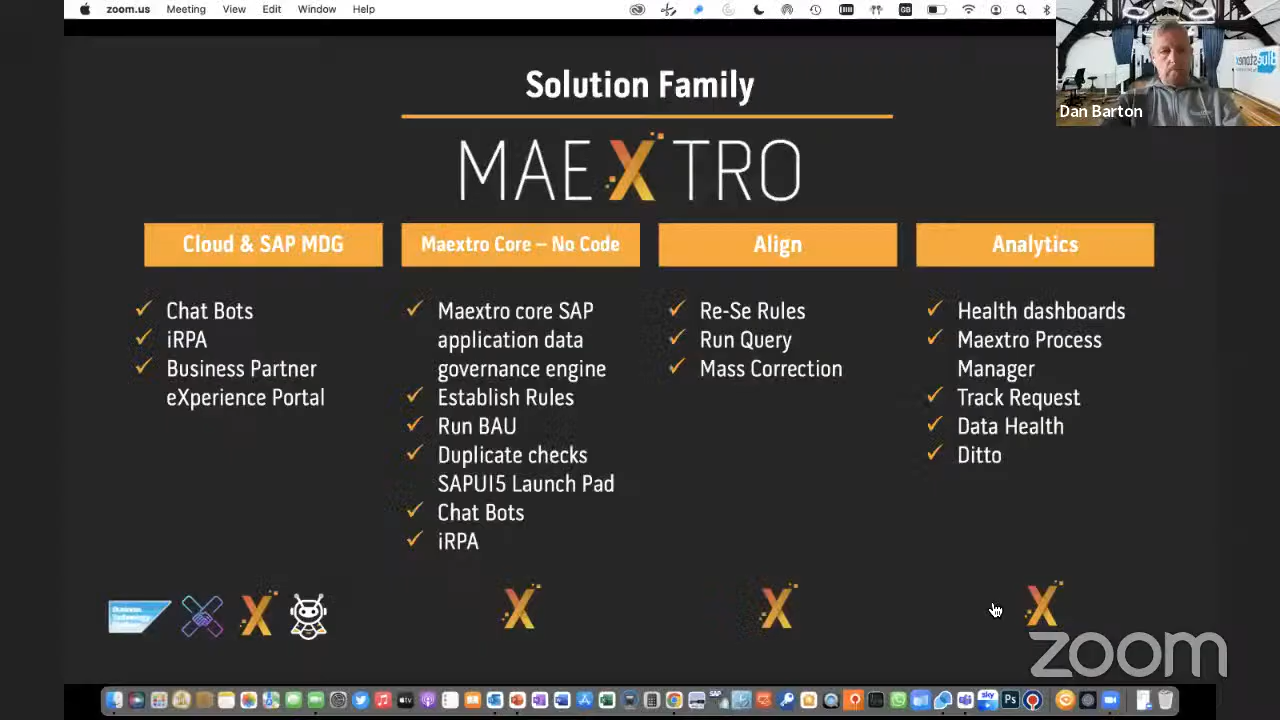 zoom.us Meeting View Edit Window Help
Dan Barton
Solution Family
MAEXTRO
Cloud & SAP MDG
Chat Bots
iRPA
Business Partner
eXperience Portal
Maextro Core – No Code
Maextro core SAP
application data
governance engine
Establish Rules
Run BAU
Duplicate checks
SAPUI5 Launch Pad
Chat Bots
iRPA
Align
Re-Se Rules
Run Query
Mass Correction
Analytics
Health dashboards
Maextro Process
Manager
Track Request
Data Health
Ditto
Business
Technology
X
X
X
X
zoom